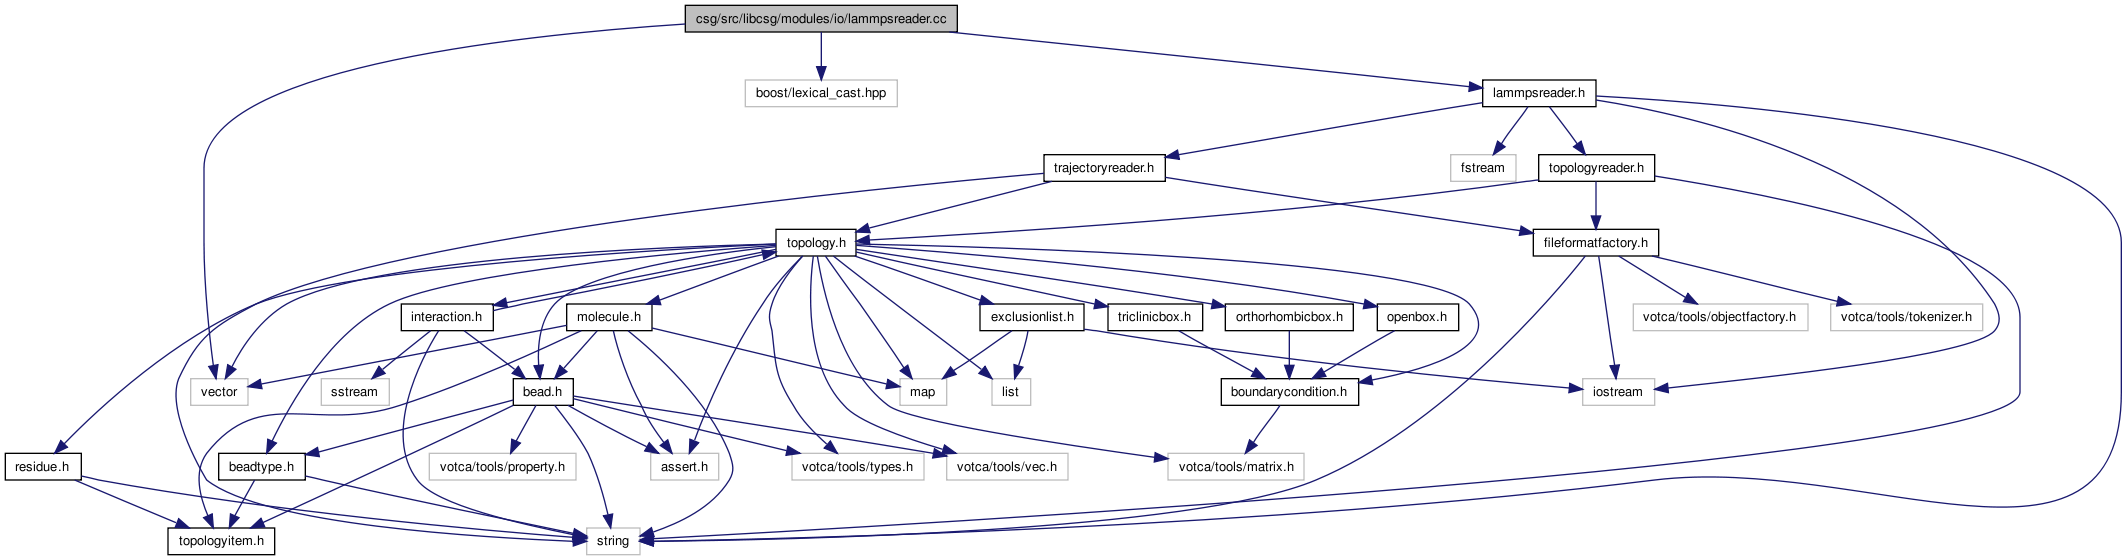 csg/src/libcsg/modules/io/lammpsreader.cc
boost/lexical_cast.hpp
lammpsreader.h
trajectoryreader.h
fstream
topologyreader.h
topology.h
fileformatfactory.h
interaction.h
molecule.h
exclusionlist.h
triclinicbox.h
orthorhombicbox.h
openbox.h
votca/tools/objectfactory.h
votca/tools/tokenizer.h
vector
sstream
bead.h
map
list
boundarycondition.h
iostream
residue.h
beadtype.h
votca/tools/property.h
assert.h
votca/tools/types.h
votca/tools/vec.h
votca/tools/matrix.h
topologyitem.h
string